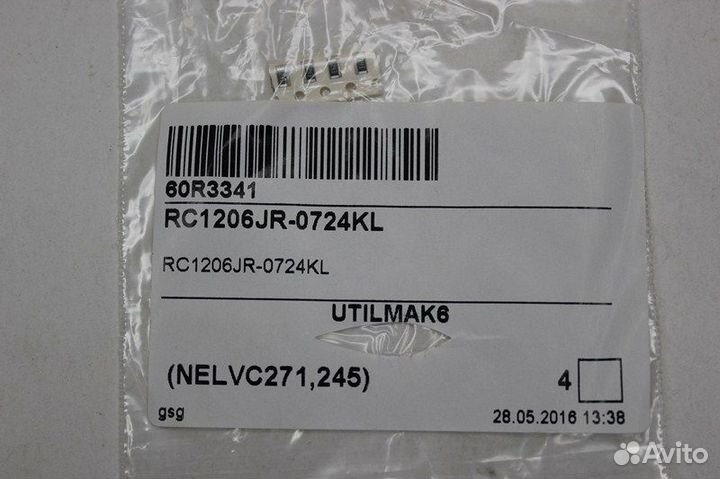 60R3341
RC1206JR-0724KL
RC1206JR-0724KL
UTILMAK6
(NELVC271,245)
4
gsg
28.05.2016 13:38
Avito